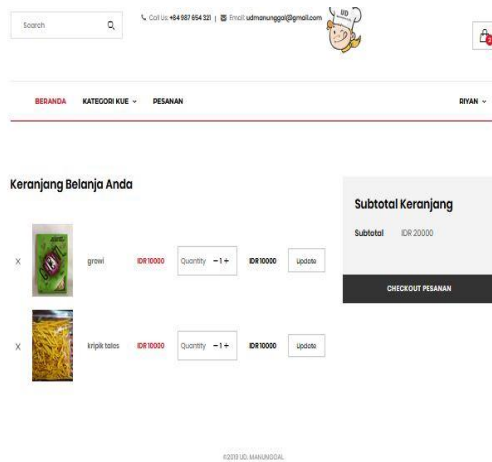 Search
Call Us +84 987 654 321 | Email udmanunggal@gmail.com
UD
BERANDA KATEGORI KUE PESANAN RIYAN
Keranjang Belanja Anda
Subtotal Keranjang
Subtotal IDR 20000
CHECKOUT PESANAN
X growl IDR 10000 Quantity - 1 + IDR 10000 Update
X kripik tales IDR 10000 Quantity - 1 + IDR 10000 Update
©2019 UD. MANUNGGAL.